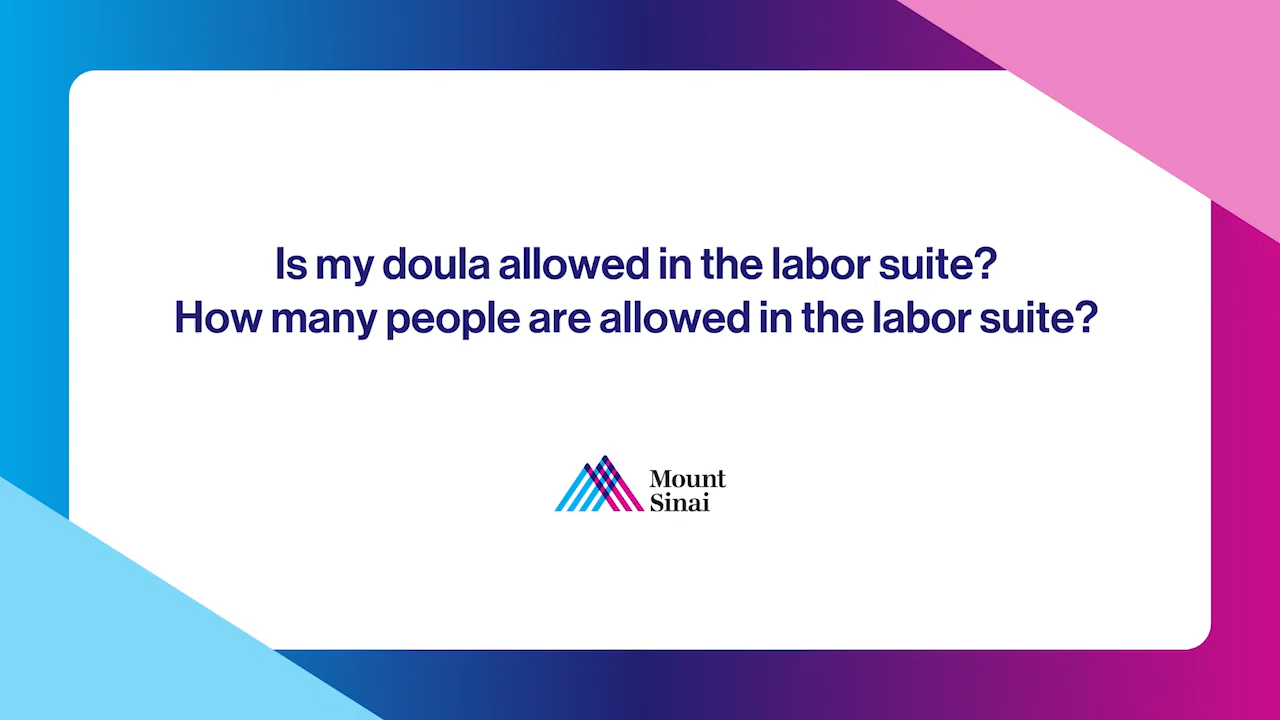 Is my doula allowed in the labor suite?
How many people are allowed in the labor suite?
Mount
Sinai